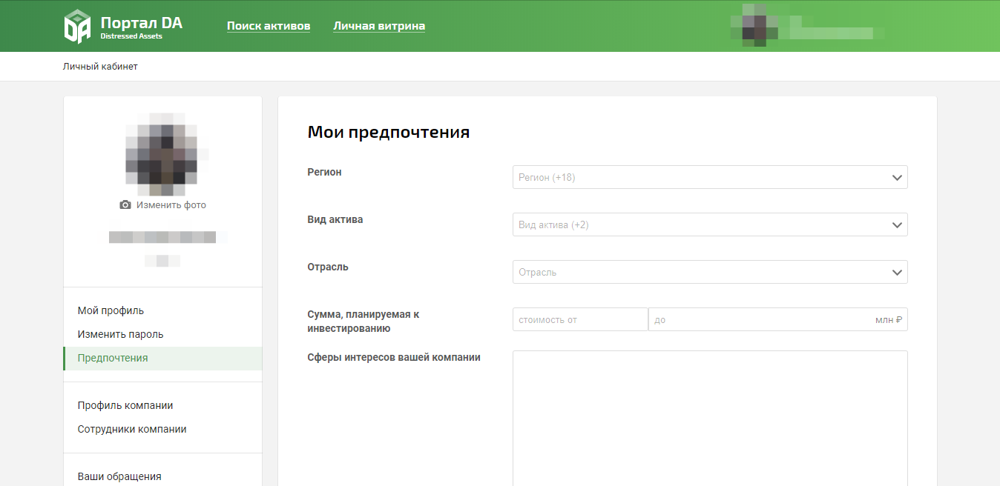 Портал DA
Distressed Assets
Поиск активов
Личная витрина
Личный кабинет
Изменить фото
Мой профиль
Изменить пароль
Предпочтения
Профиль компании
Сотрудники компании
Ваши обращения
Мои предпочтения
Регион
Регион (+18)
Вид актива
Вид актива (+2)
Отрасль
Отрасль
Сумма, планируемая к
инвестированию
стоимость от
до
млн ₽
Сферы интересов вашей компании